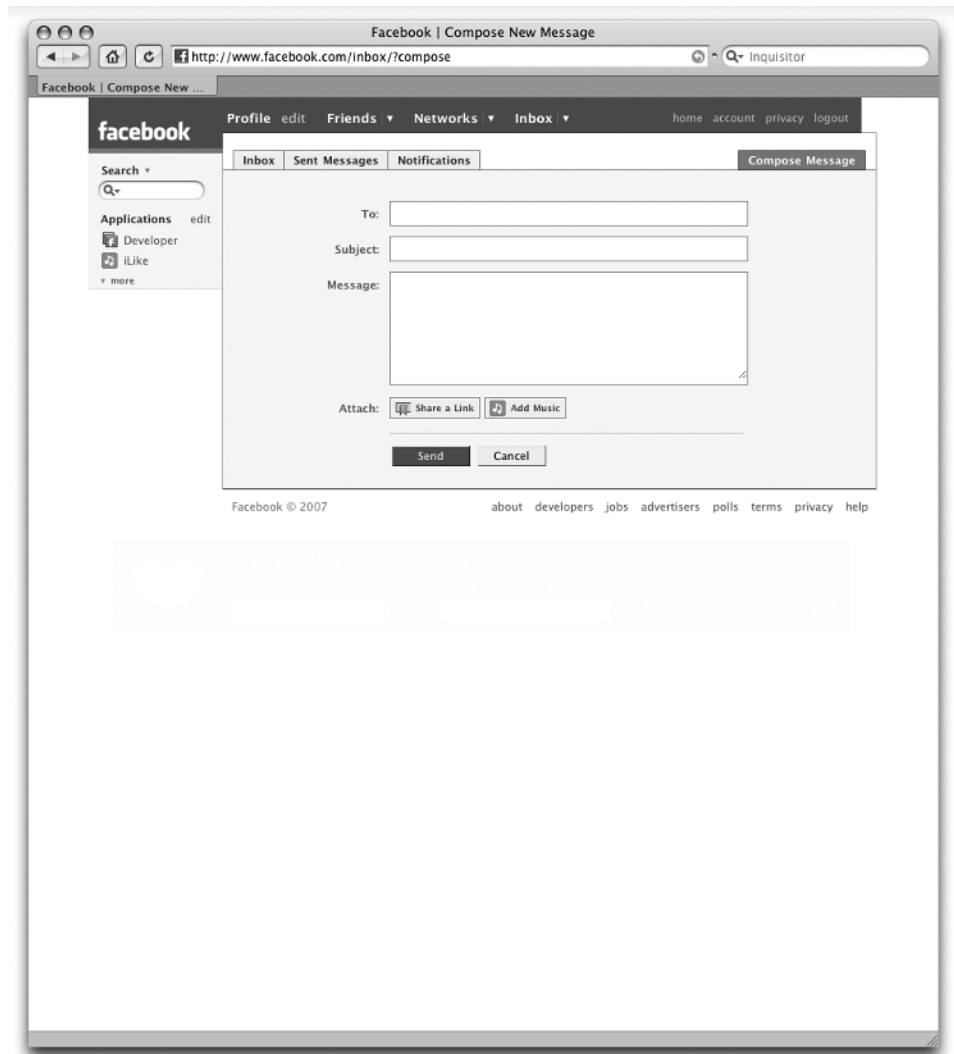 Facebook | Compose New Message
http://www.facebook.com/inbox/?compose
Inquisitor
Facebook | Compose New ...
facebook
Profile edit Friends Networks Inbox home account privacy logout
Search
Applications edit
Developer
iLike
more
Inbox Sent Messages Notifications Compose Message
To:
Subject:
Message:
Attach: Share a Link Add Music
Send Cancel
Facebook © 2007 about developers jobs advertisers polls terms privacy help